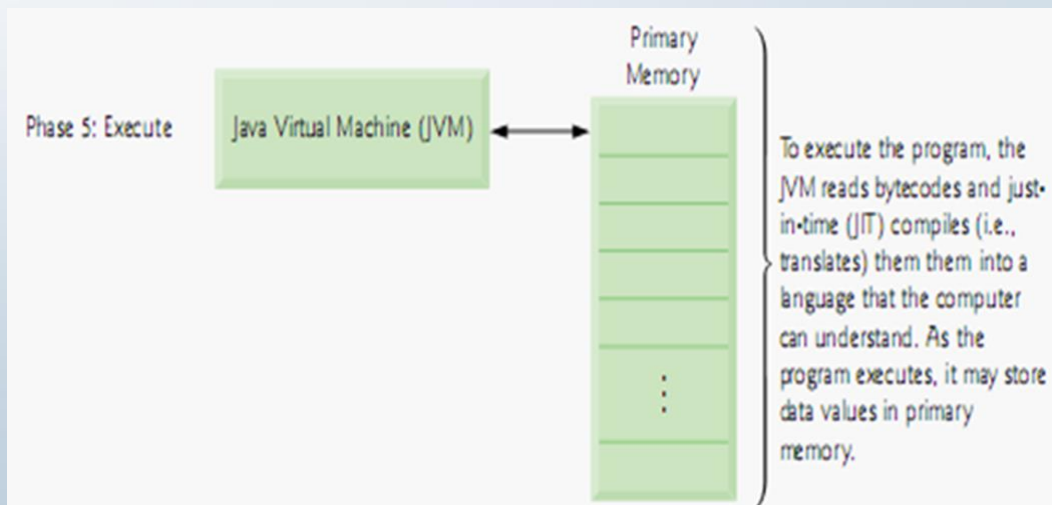 Primary
Memory
Phase 5: Execute
Java Virtual Machine (JVM)
To execute the program, the
JVM reads bytecodes and just-
in-time (JIT) compiles (i.e.,
translates) them them into a
language that the computer
can understand. As the
program executes, it may store
data values in primary
memory.